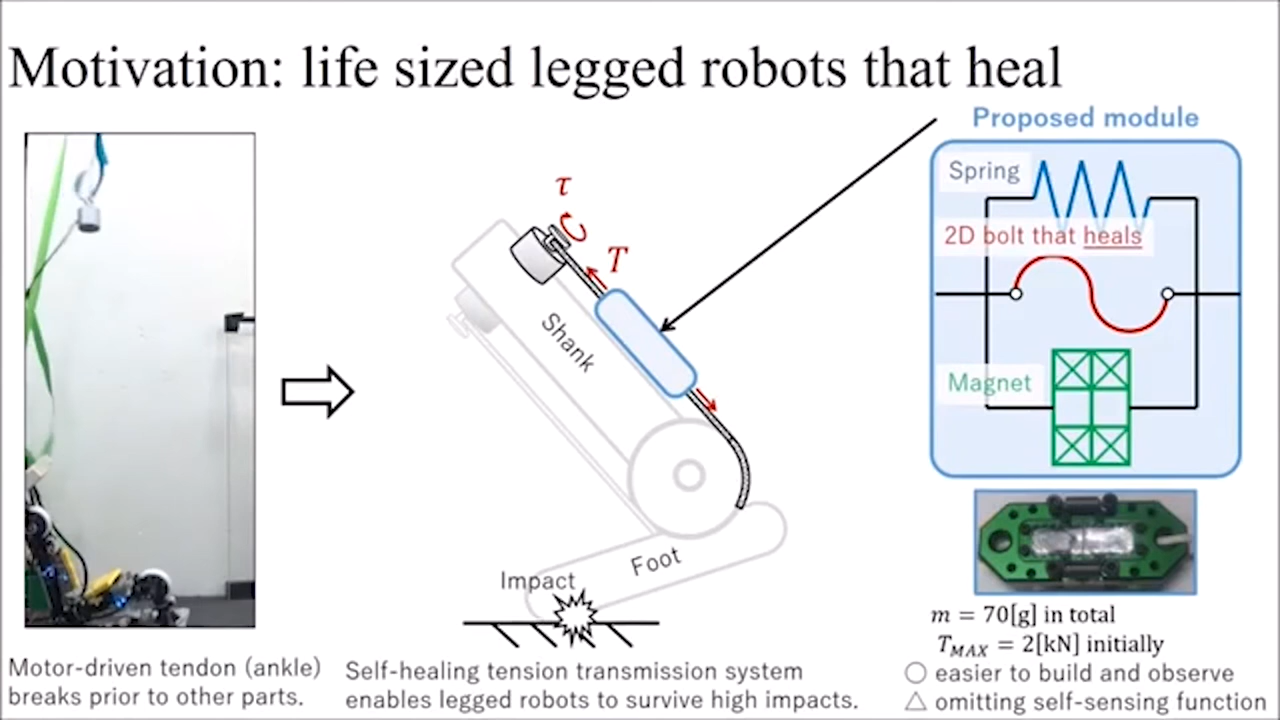 Motivation: life sized legged robots that heal
Proposed module
Spring
2D bolt that heals
Magnet
τ
T
Shank
Foot
Impact
Motor-driven tendon (ankle)
breaks prior to other parts.
Self-healing tension transmission system
enables legged robots to survive high impacts.
m = 70[g] in total
T_MAX = 2[kN] initially
○ easier to build and observe
△ omitting self-sensing function